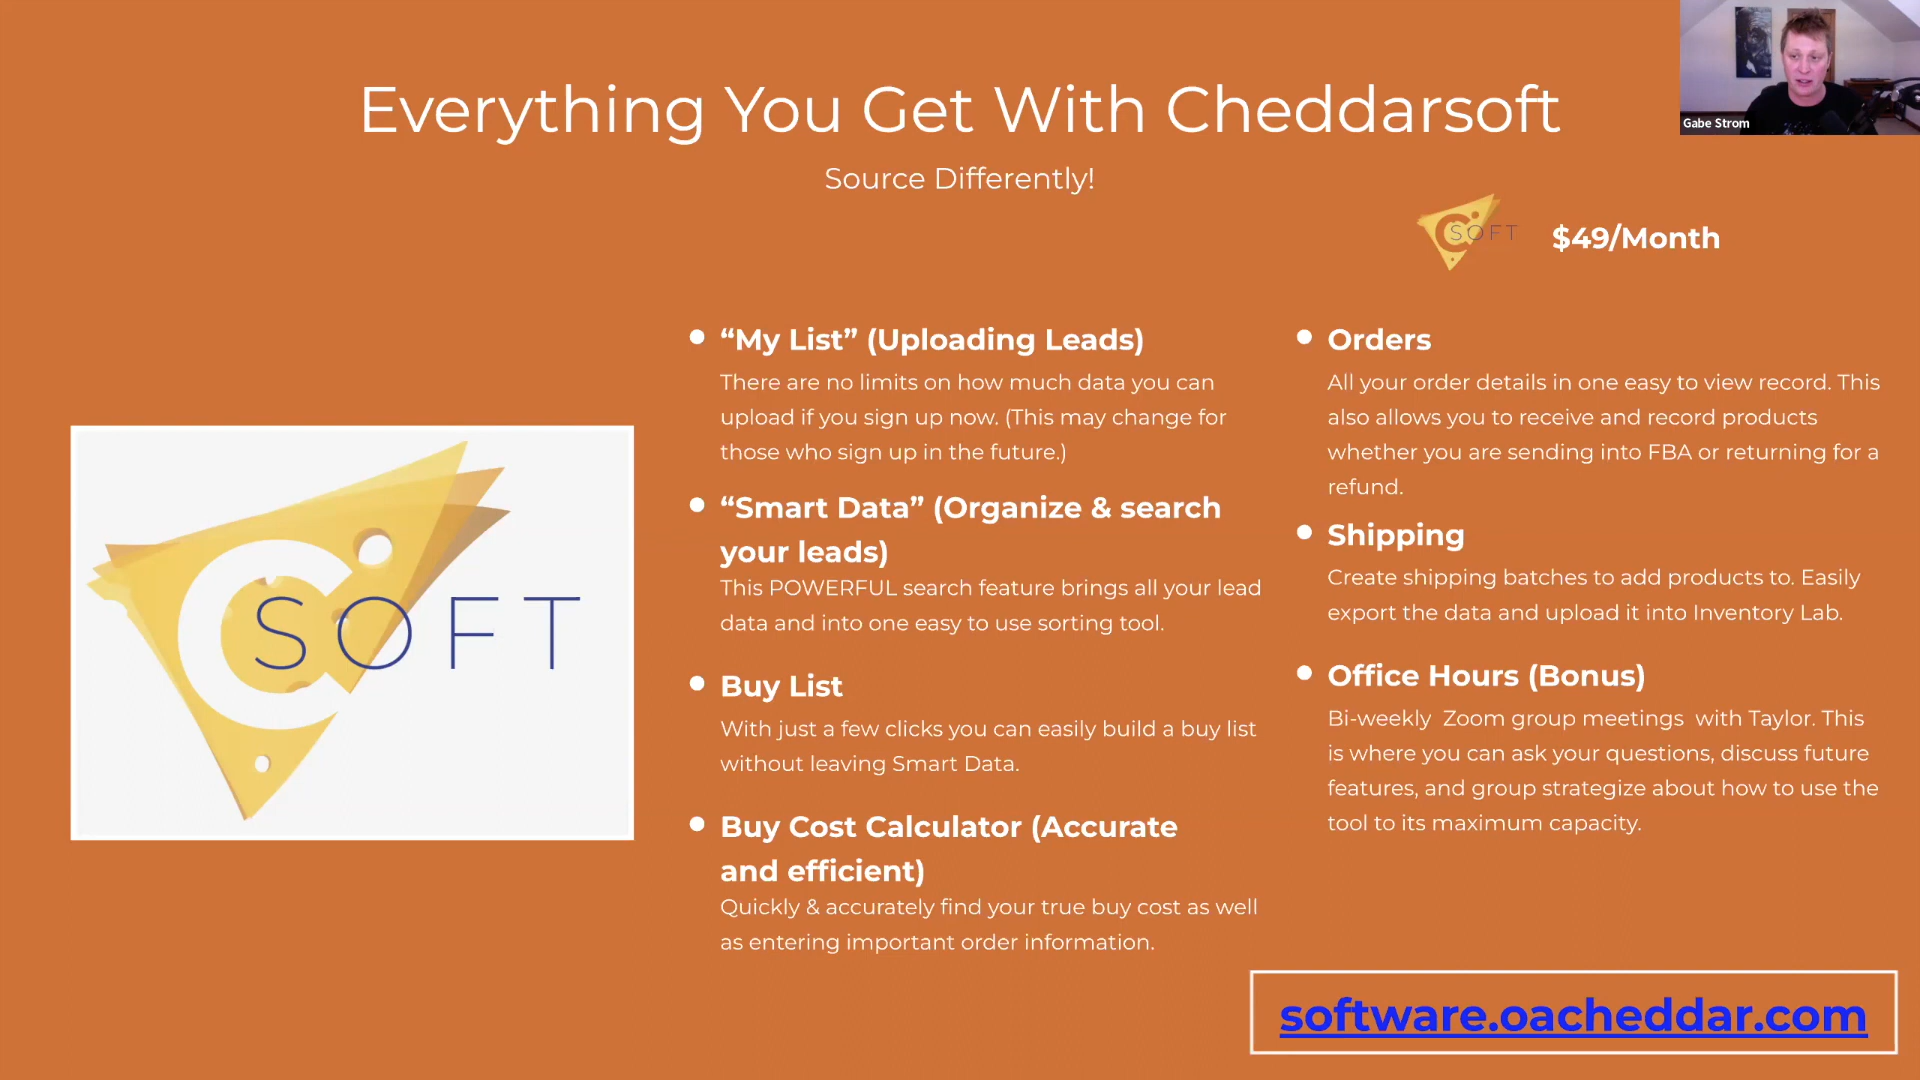 Everything You Get With Cheddarsoft
Source Differently!
Gabe Strom
C SOFT
$49/Month
C SOFT
“My List” (Uploading Leads)
There are no limits on how much data you can
upload if you sign up now. (This may change for
those who sign up in the future.)
“Smart Data” (Organize & search
your leads)
This POWERFUL search feature brings all your lead
data and into one easy to use sorting tool.
Buy List
With just a few clicks you can easily build a buy list
without leaving Smart Data.
Buy Cost Calculator (Accurate
and efficient)
Quickly & accurately find your true buy cost as well
as entering important order information.
Orders
All your order details in one easy to view record. This
also allows you to receive and record products
whether you are sending into FBA or returning for a
refund.
Shipping
Create shipping batches to add products to. Easily
export the data and upload it into Inventory Lab.
Office Hours (Bonus)
Bi-weekly  Zoom group meetings  with Taylor. This
is where you can ask your questions, discuss future
features, and group strategize about how to use the
tool to its maximum capacity.
software.oacheddar.com